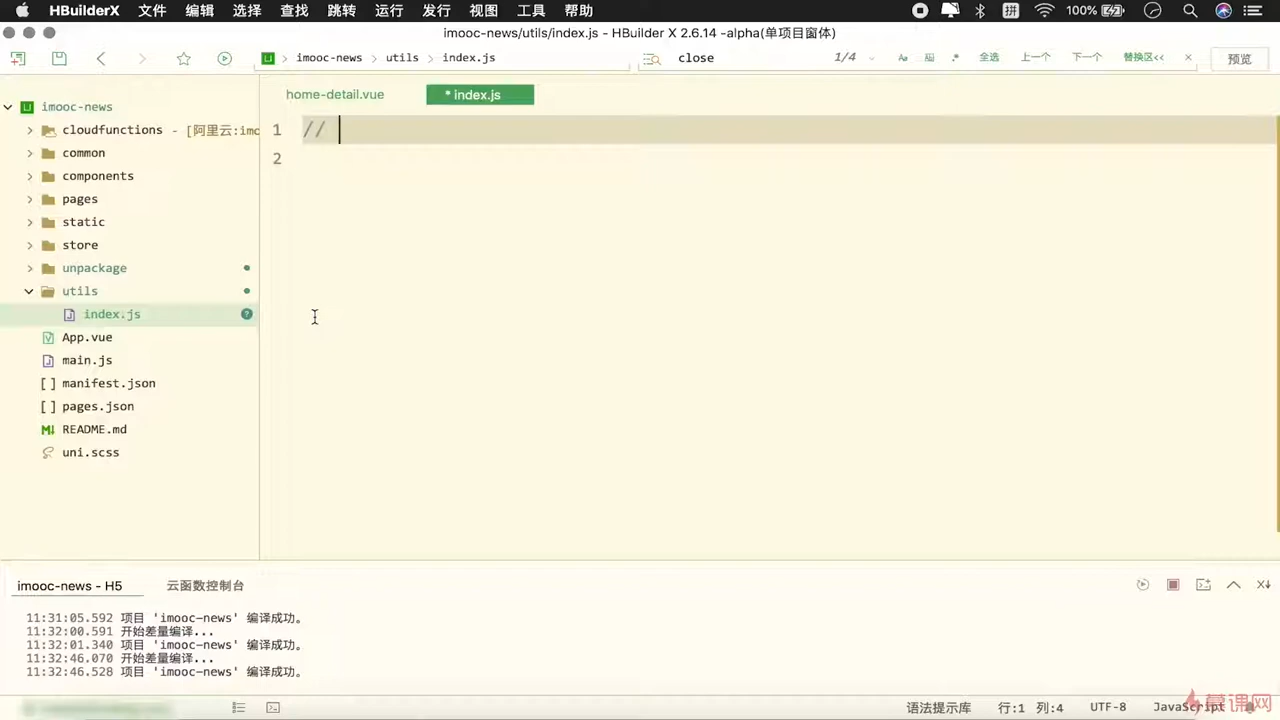 HBuilderX 文件 编辑 选择 查找 跳转 运行 发行 视图 工具 帮助 拼 100%
imooc-news/utils/index.js - HBuilder X 2.6.14 -alpha(单项目窗体)
imooc-news utils index.js close 1/4 全选 上一个 下一个 替换区<< × 预览
home-detail.vue * index.js
imooc-news
cloudfunctions - [阿里云:imo
common
components
pages
static
store
unpackage
utils
index.js ?
App.vue
main.js
manifest.json
pages.json
README.md
uni.scss
1 //
2
imooc-news - H5 云函数控制台
11:31:05.592 项目 'imooc-news' 编译成功。
11:32:00.591 开始差量编译...
11:32:01.340 项目 'imooc-news' 编译成功。
11:32:46.070 开始差量编译...
11:32:46.528 项目 'imooc-news' 编译成功。
语法提示库 行:1 列:4 UTF-8 JavaScript
慕课网